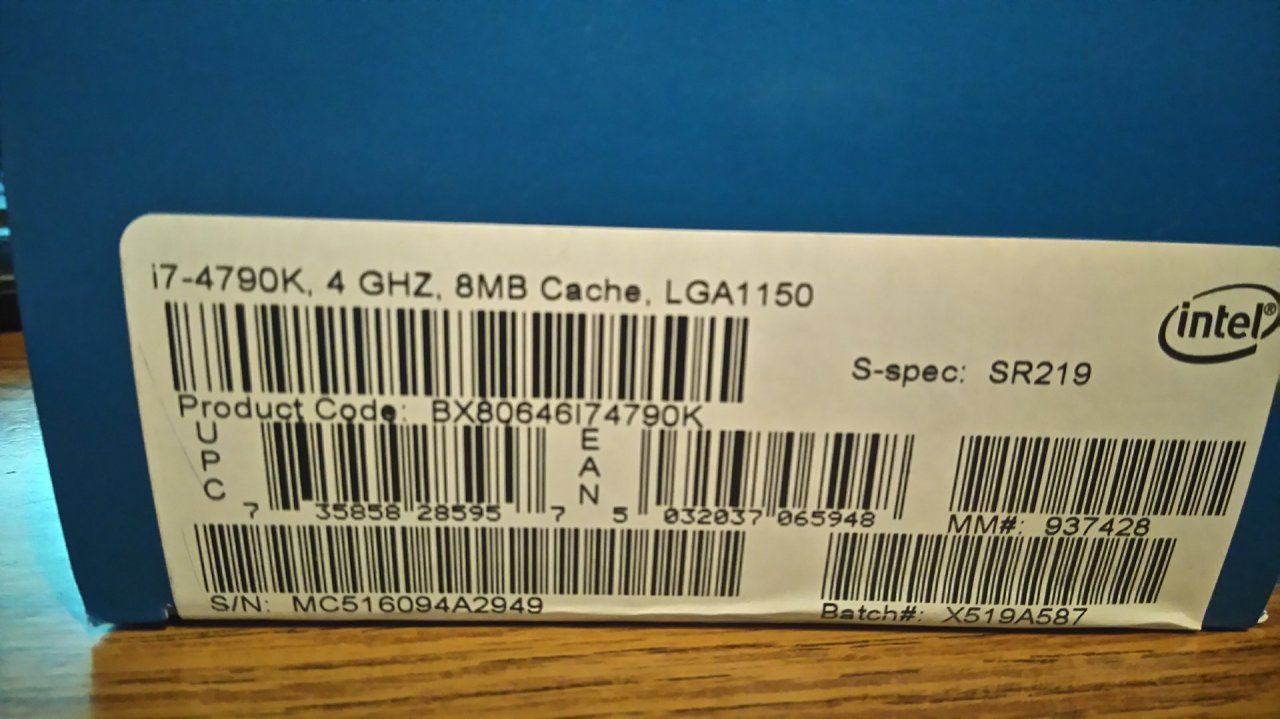 i7-4790K, 4 GHZ, 8MB Cache, LGA1150
intel®
S-spec: SR219
Product Code: BX80646I74790K
UPC
7 35858 28595 7
EAN
5 032037 065948
MM#: 937428
S/N: MC516094A2949
Batch#: X519A587